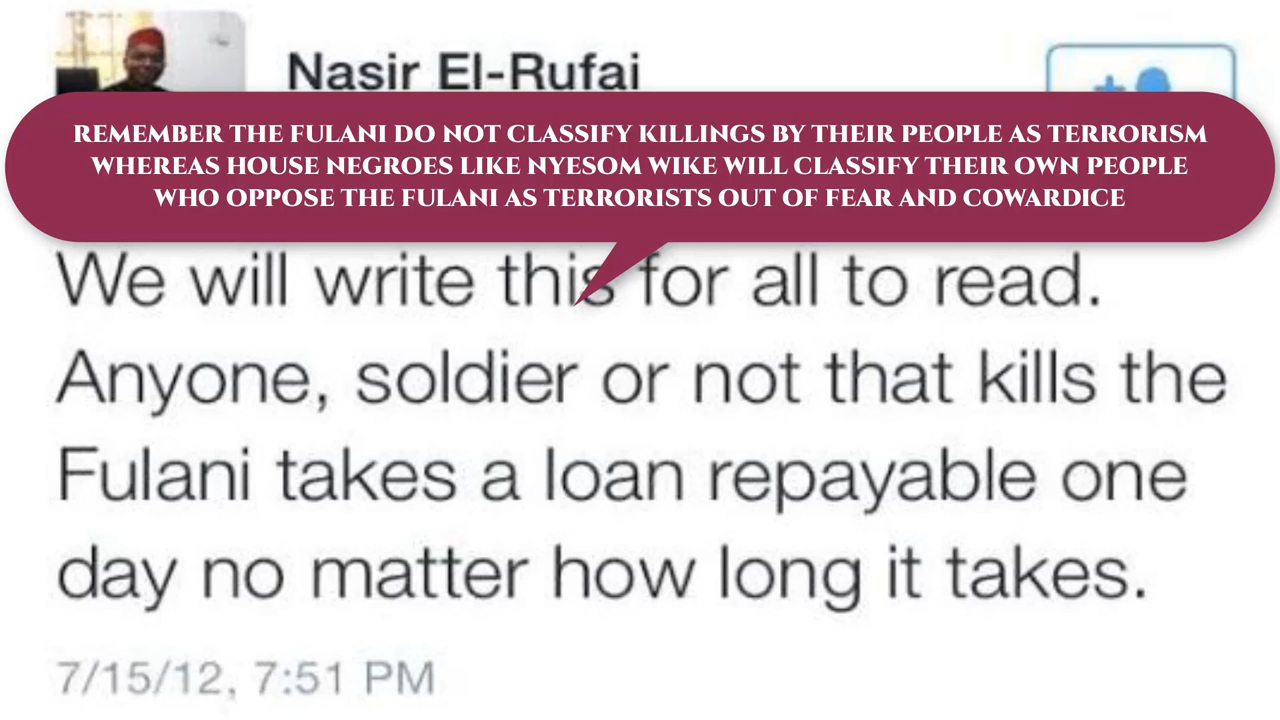 Nasir El-Rufai
REMEMBER THE FULANI DO NOT CLASSIFY KILLINGS BY THEIR PEOPLE AS TERRORISM
WHEREAS HOUSE NEGROES LIKE NYESOM WIKE WILL CLASSIFY THEIR OWN PEOPLE
WHO OPPOSE THE FULANI AS TERRORISTS OUT OF FEAR AND COWARDICE
We will write this for all to read.
Anyone, soldier or not that kills the
Fulani takes a loan repayable one
day no matter how long it takes.
7/15/12, 7:51 PM